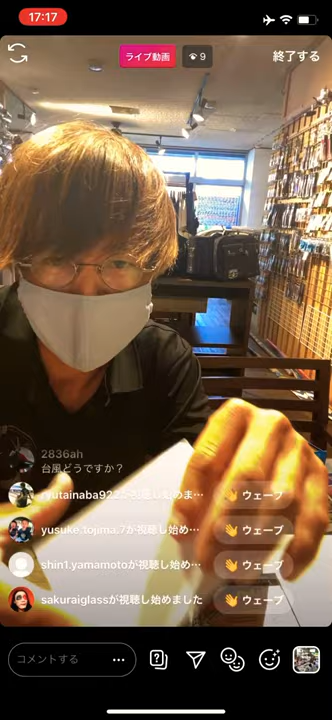 17:17
ライブ動画
9
終了する
2836ah
台風どうですか？
ウェーブ
yusuke.tojima.7が視聴し始め…
ウェーブ
shin1.yamamotoが視聴し始め…
ウェーブ
sakuraiglassが視聴し始めました
ウェーブ
コメントする